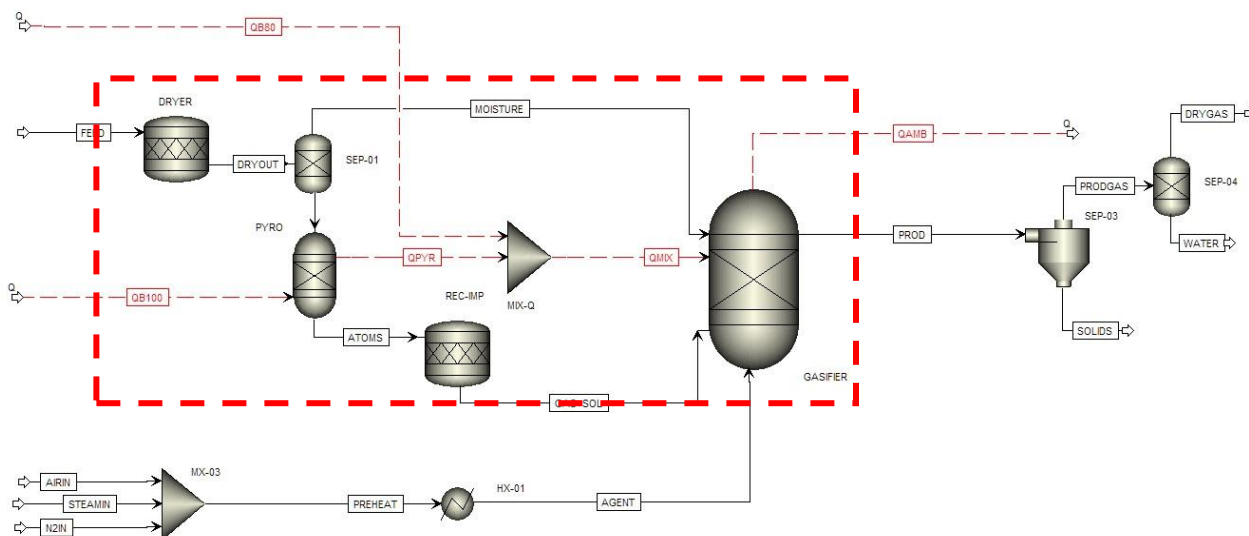 Q
QB80
DRYER
MOISTURE
DRYGAS
FEED
QAMB
Q
DRYOUT
SEP-01
SEP-04
PRODGAS
PYRO
SEP-03
PROD
WATER
QPYR
QMIX
Q
QB100
REC-IMP
MIX-Q
ATOMS
SOLIDS
GASIFIER
AIRIN
MX-03
HX-01
STEAMIN
PREHEAT
AGENT
N2IN